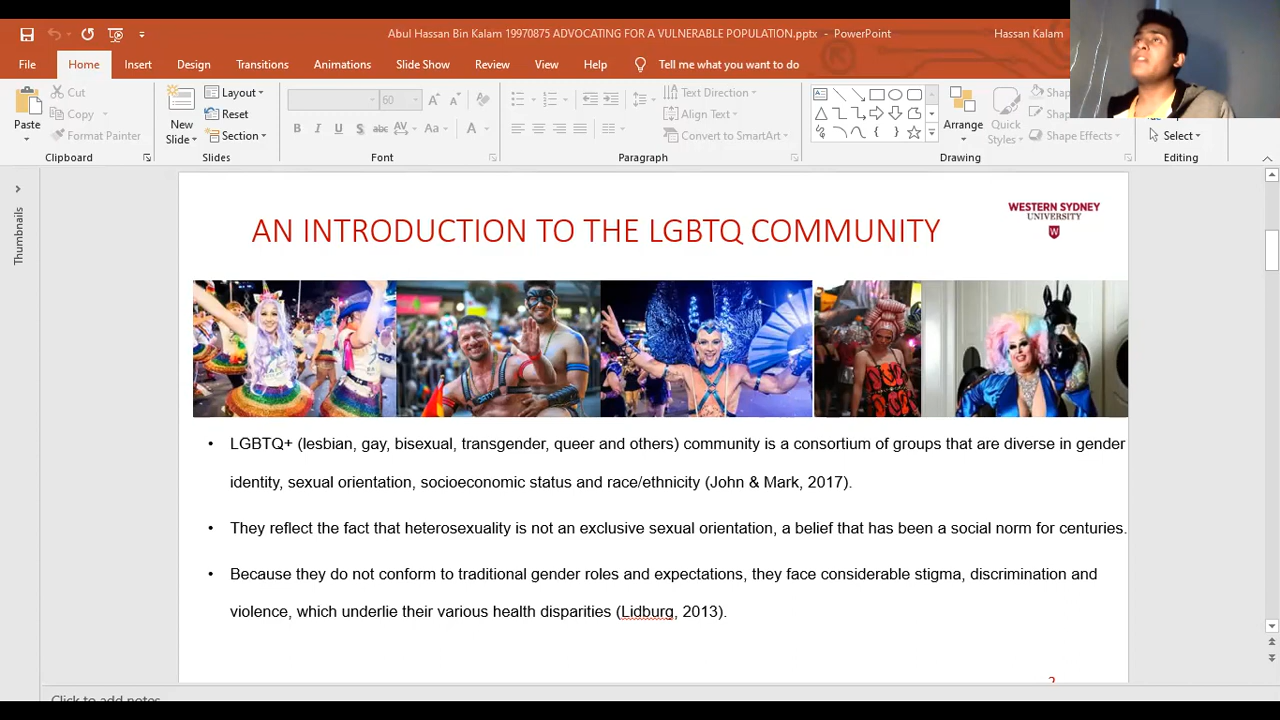 Abul Hassan Bin Kalam 19970875 ADVOCATING FOR A VULNERABLE POPULATION.pptx - PowerPoint
Hassan Kalam
File
Home
Insert
Design
Transitions
Animations
Slide Show
Review
View
Help
Tell me what you want to do
Paste
Cut
Copy
Format Painter
Clipboard
New
Slides
Layout
Reset
Section
Slides
60
Font
Text Direction
Align Text
Convert to SmartArt
Paragraph
Arrange
Quick
Styles
Shape Effects
Drawing
Select
Editing
Thumbnails
AN INTRODUCTION TO THE LGBTQ COMMUNITY
WESTERN SYDNEY
UNIVERSITY
W
• LGBTQ+ (lesbian, gay, bisexual, transgender, queer and others) community is a consortium of groups that are diverse in gender
identity, sexual orientation, socioeconomic status and race/ethnicity (John & Mark, 2017).
• They reflect the fact that heterosexuality is not an exclusive sexual orientation, a belief that has been a social norm for centuries.
• Because they do not conform to traditional gender roles and expectations, they face considerable stigma, discrimination and
violence, which underlie their various health disparities (Lidburg, 2013).
2
Click to add notes